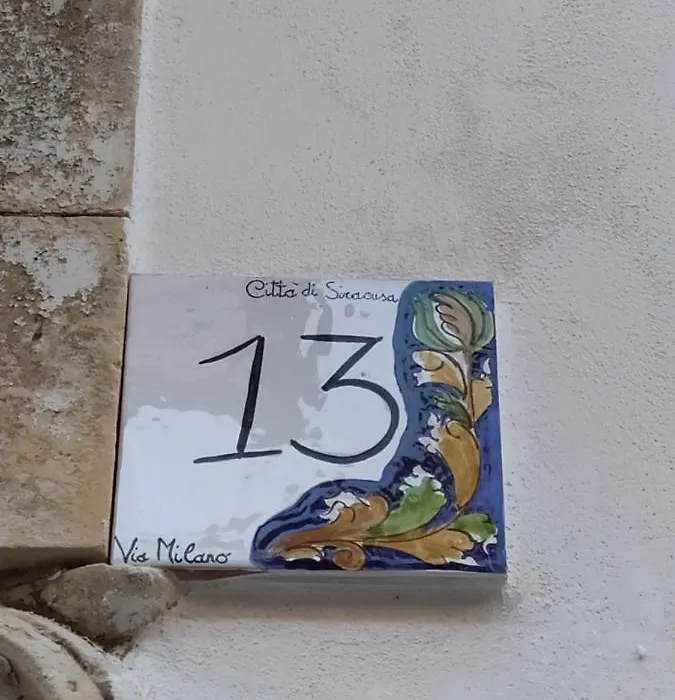 Città di Siracusa
13
Via Milano